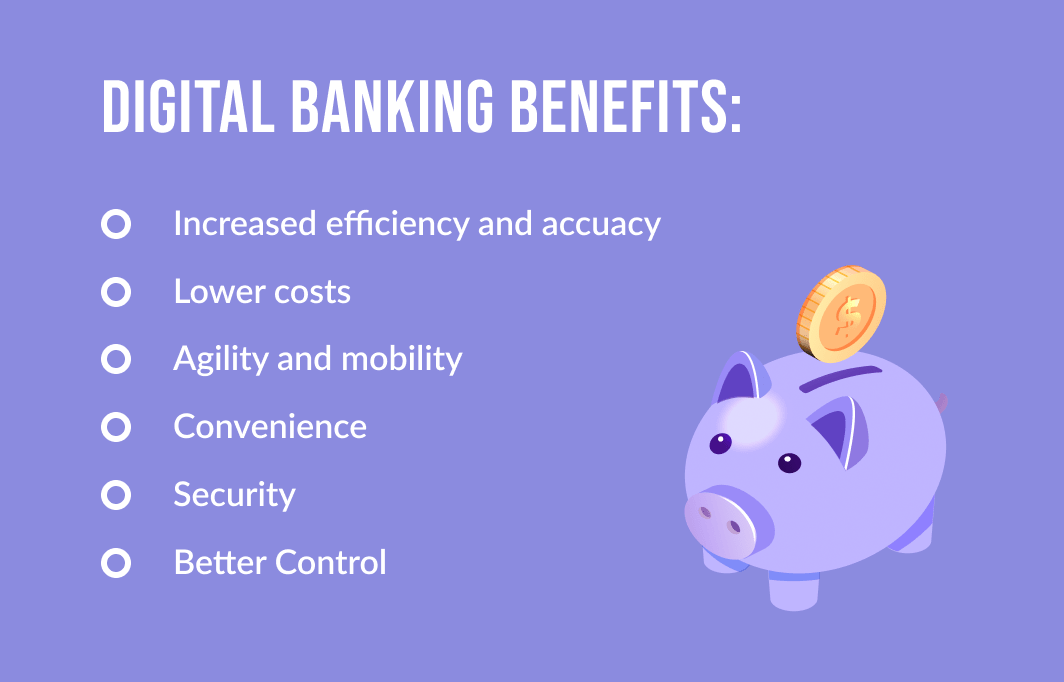 DIGITAL BANKING BENEFITS:
Increased efficiency and accuacy
Lower costs
Agility and mobility
Convenience
Security
Better Control
$